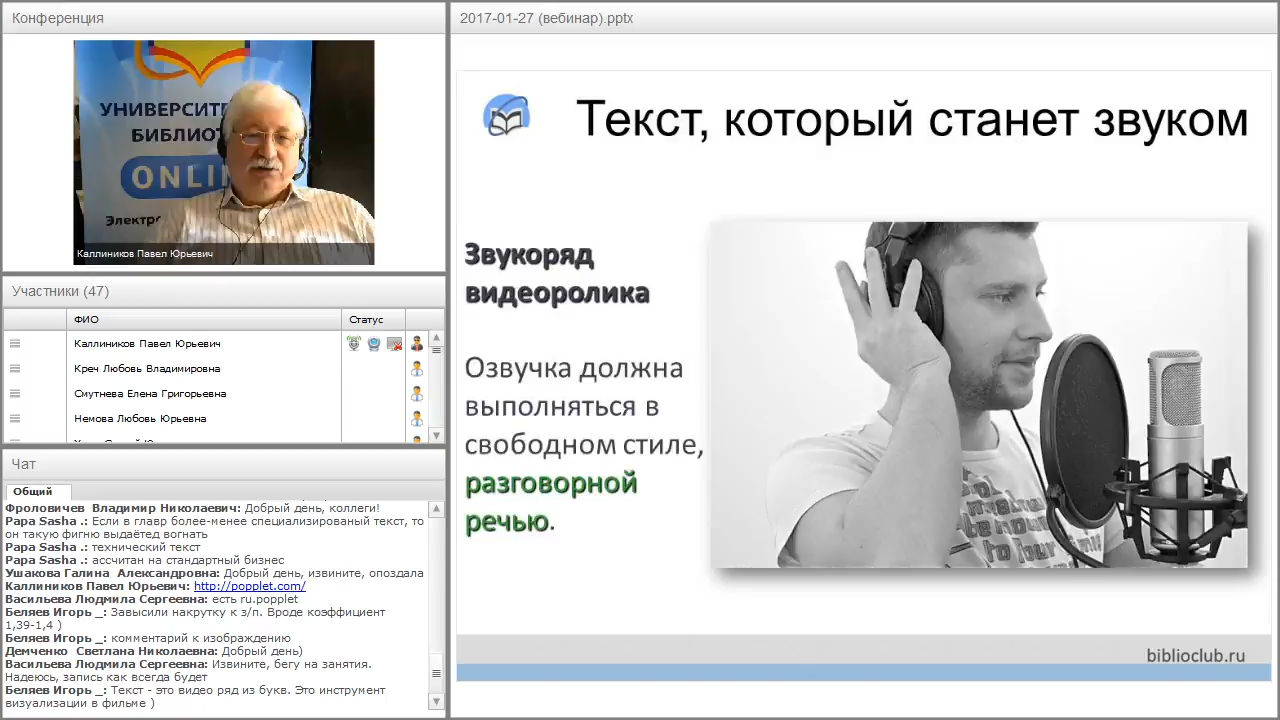 Конференция
УНИВЕРСИТЕ
БИБЛИОТ
ONLI
Электро
Каллиников Павел Юрьевич
Участники (47)
ФИО Статус
Каллиников Павел Юрьевич
Креч Любовь Владимировна
Смутнева Елена Григорьевна
Немова Любовь Юрьевна
Чат
Общий
Фроловичев Владимир Николаевич: Добрый день, коллеги!
Papa Sasha .: Если в главр более-менее специализированый текст, то
он такую фигню выдаётед вогнать
Papa Sasha .: технический текст
Papa Sasha .: ассчитан на стандартный бизнес
Ушакова Галина Александровна: Добрый день, извините, опоздала
Каллиников Павел Юрьевич: http://popplet.com/
Васильева Людмила Сергеевна: есть ru.popplet
Беляев Игорь _: Завысили накрутку к з/п. Вроде коэффициент
1,39-1,4 )
Беляев Игорь _: комментарий к изображению
Демченко Светлана Николаевна: Добрый день)
Васильева Людмила Сергеевна: Извините, бегу на занятия.
Надеюсь, запись как всегда будет
Беляев Игорь _: Текст - это видео ряд из букв. Это инструмент
визуализации в фильме )
2017-01-27 (вебинар).pptx
Текст, который станет звуком
Звукоряд
видеоролика
Озвучка должна
выполняться в
свободном стиле,
разговорной
речью.
biblioclub.ru